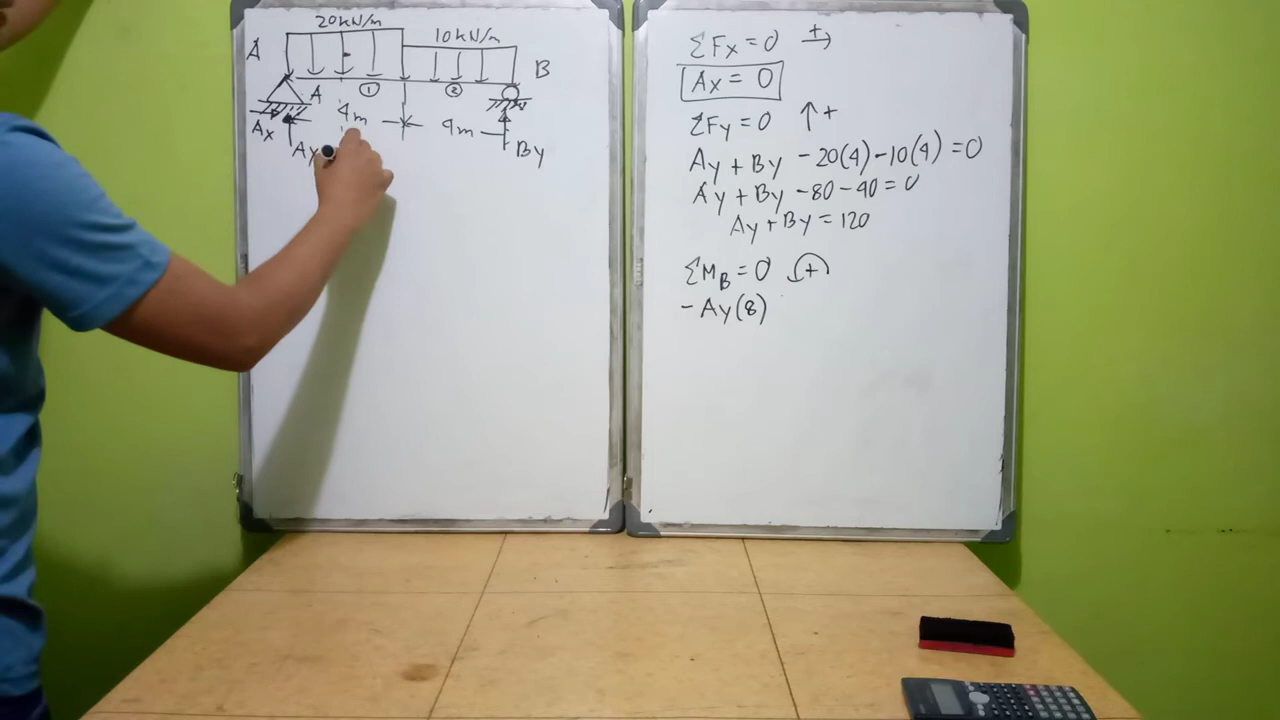 20kN/m
10kN/m
A
B
A
①
②
4m
4m
Ax
Ay
By
ΣFx = 0 +→
Ax = 0
ΣFy = 0 ↑+
Ay + By - 20(4) - 10(4) = 0
Ay + By - 80 - 40 = 0
Ay + By = 120
ΣM_B = 0 +
- Ay(8)